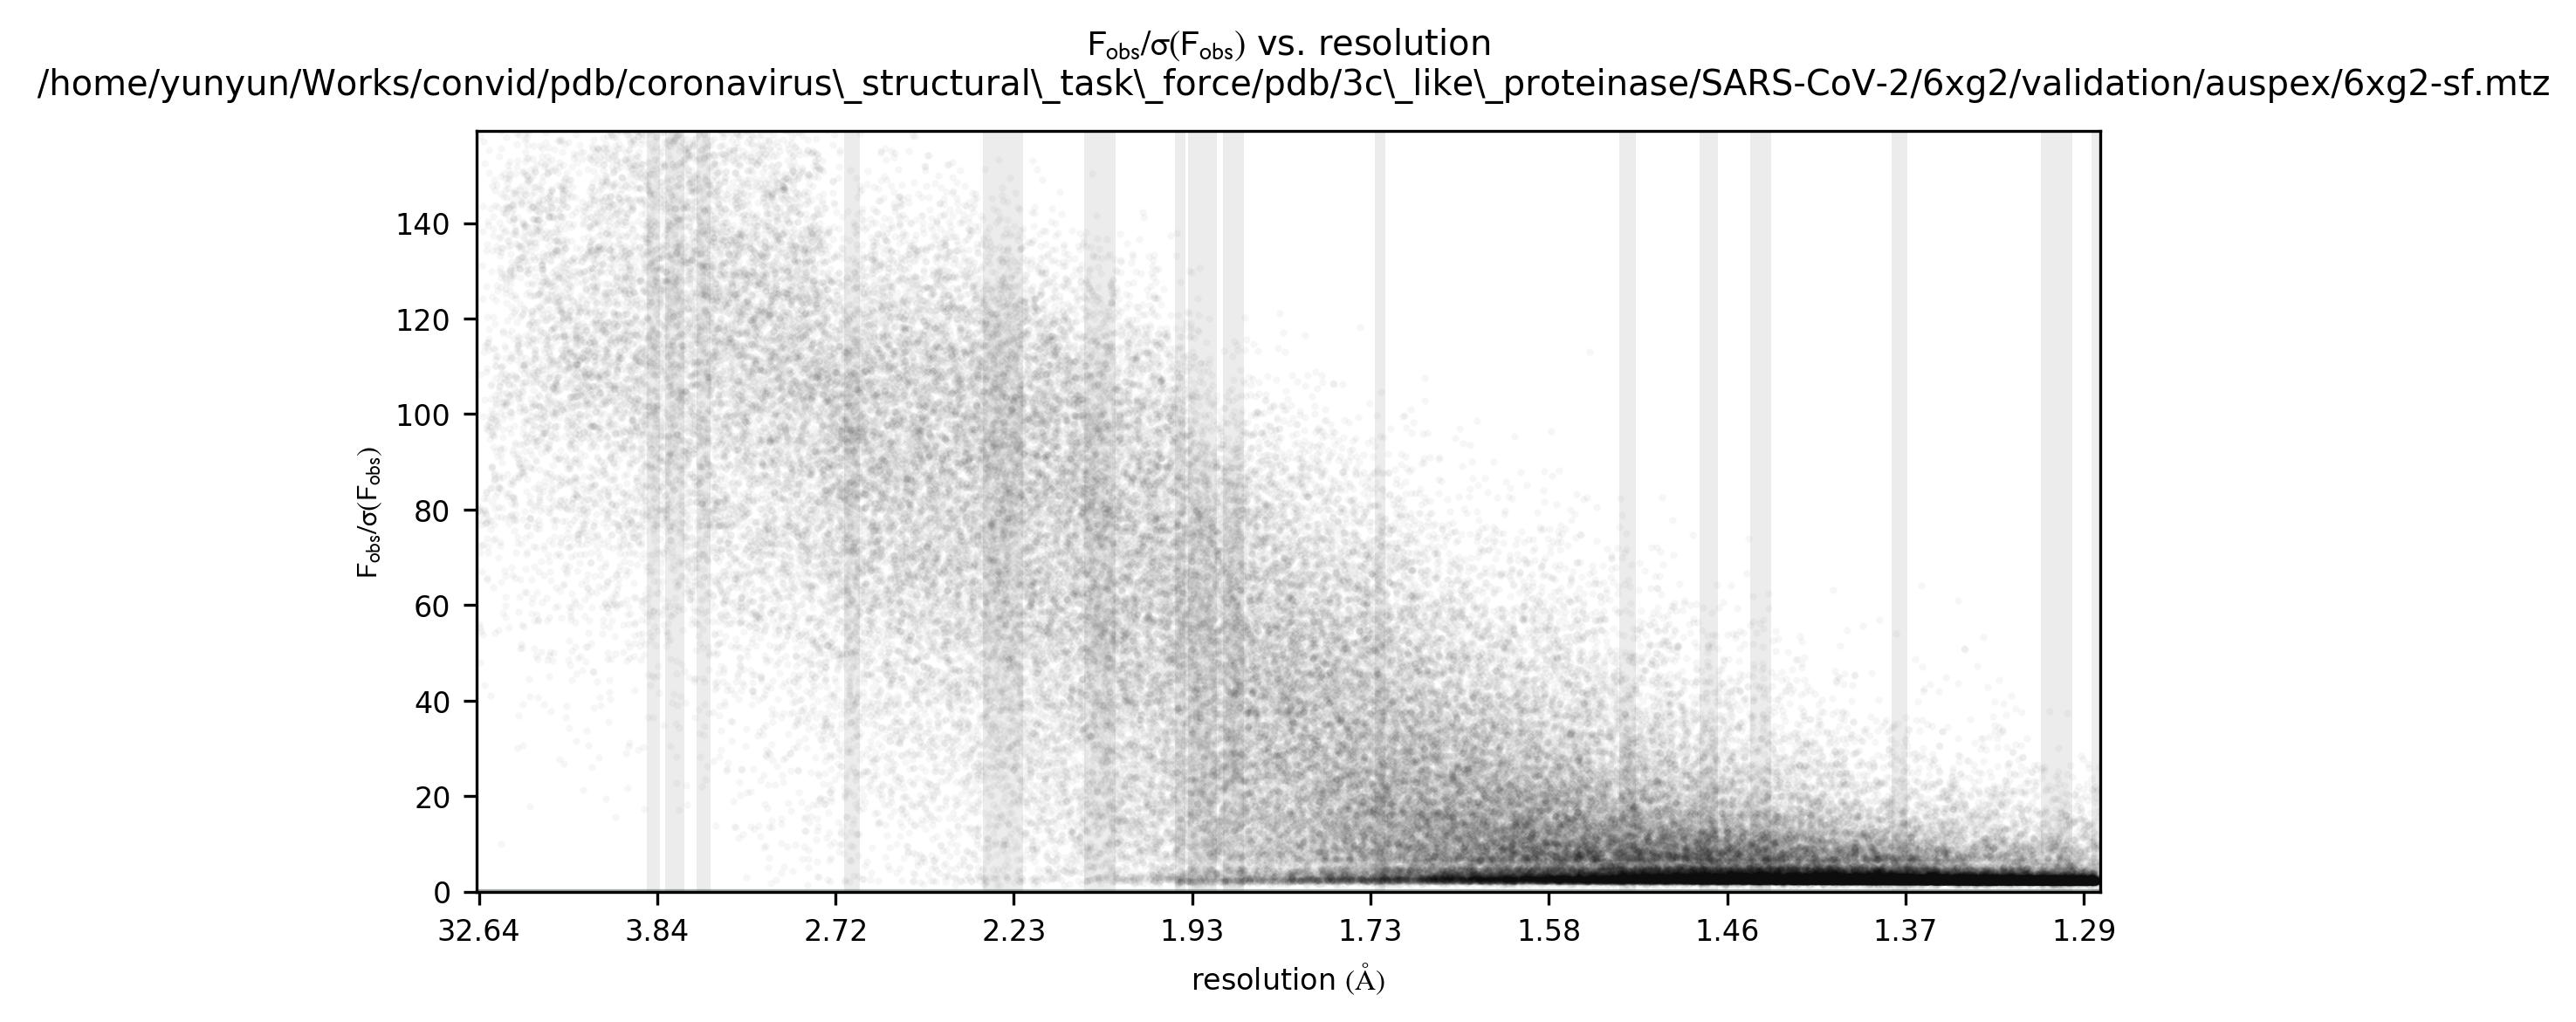 Fobs/σ(Fobs) vs. resolution
/home/yunyun/Works/convid/pdb/coronavirus\_structural\_task\_force/pdb/3c\_like\_proteinase/SARS-CoV-2/6xg2/validation/auspex/6xg2-sf.mtz
Fobs/σ(Fobs)
140
120
100
80
60
40
20
0
32.64 3.84 2.72 2.23 1.93 1.73 1.58 1.46 1.37 1.29
resolution (Å)